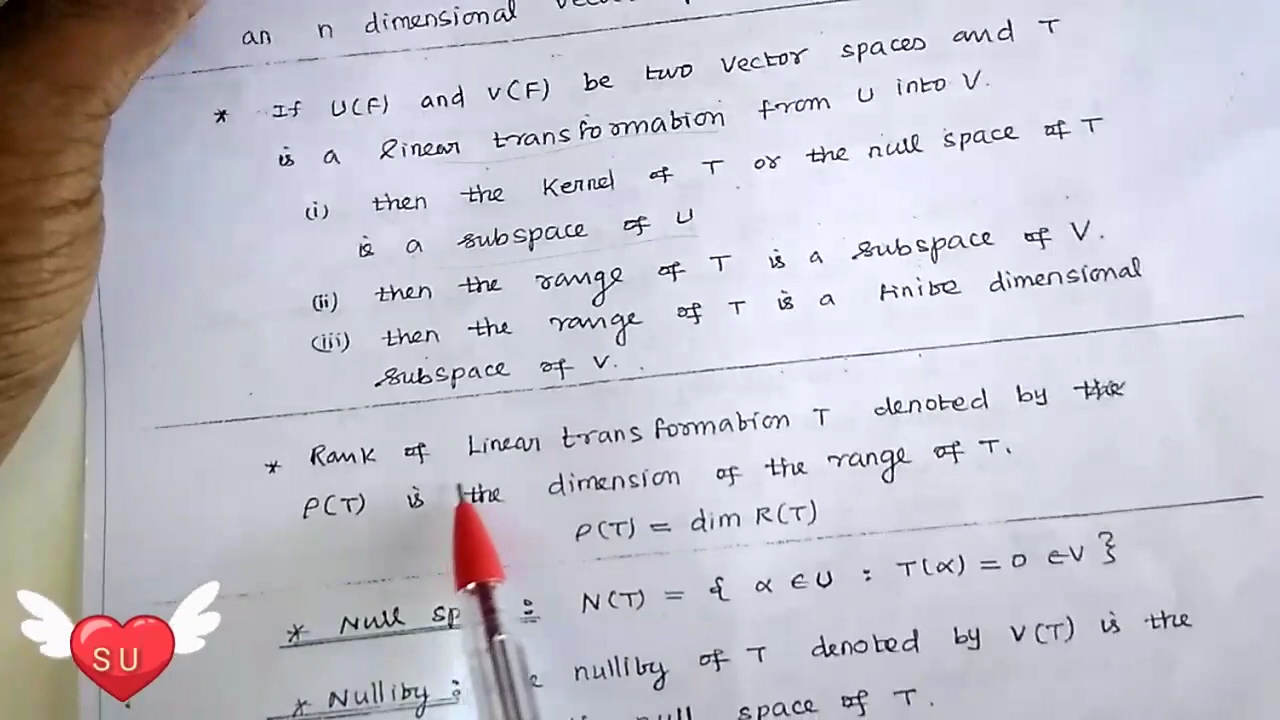 an n dimensional
* If U(F) and V(F) be two vector spaces and T
is a linear transformation from U into V.
(i) then the Kernel of T or the null space of T
is a subspace of U
(ii) then the range of T is a subspace of V.
(iii) then the range of T is a finite dimensional
subspace of V.
* Rank of Linear transformation T denoted by the
ρ(T) is the dimension of the range of T.
ρ(T) = dim R(T)
* Null sp : N(T) = { α ∈ U : T(α) = 0 ∈ V }
* Nullity : nullity of T denoted by V(T) is the
null space of T.
SU